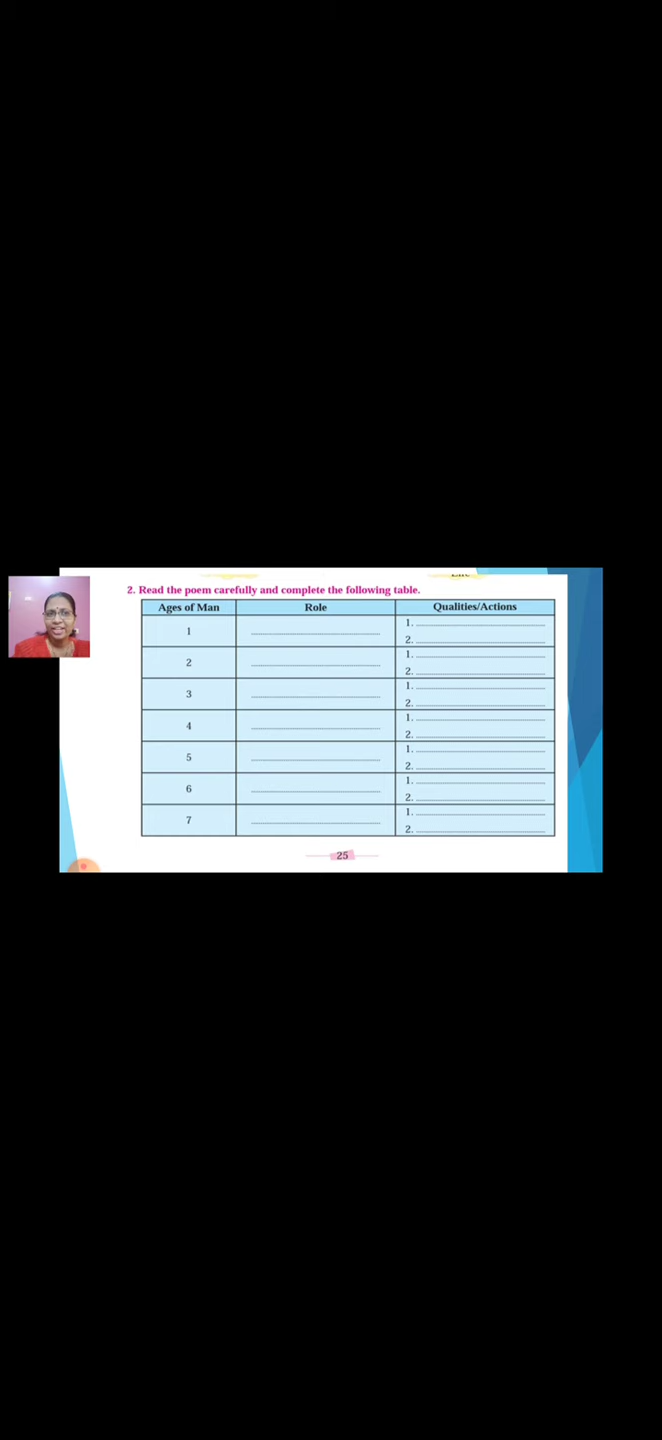 2. Read the poem carefully and complete the following table.
Ages of Man Role Qualities/Actions
1 ........................ 1. ........................
2. ........................
2 ........................ 1. ........................
2. ........................
3 ........................ 1. ........................
2. ........................
4 ........................ 1. ........................
2. ........................
5 ........................ 1. ........................
2. ........................
6 ........................ 1. ........................
2. ........................
7 ........................ 1. ........................
2. ........................
25